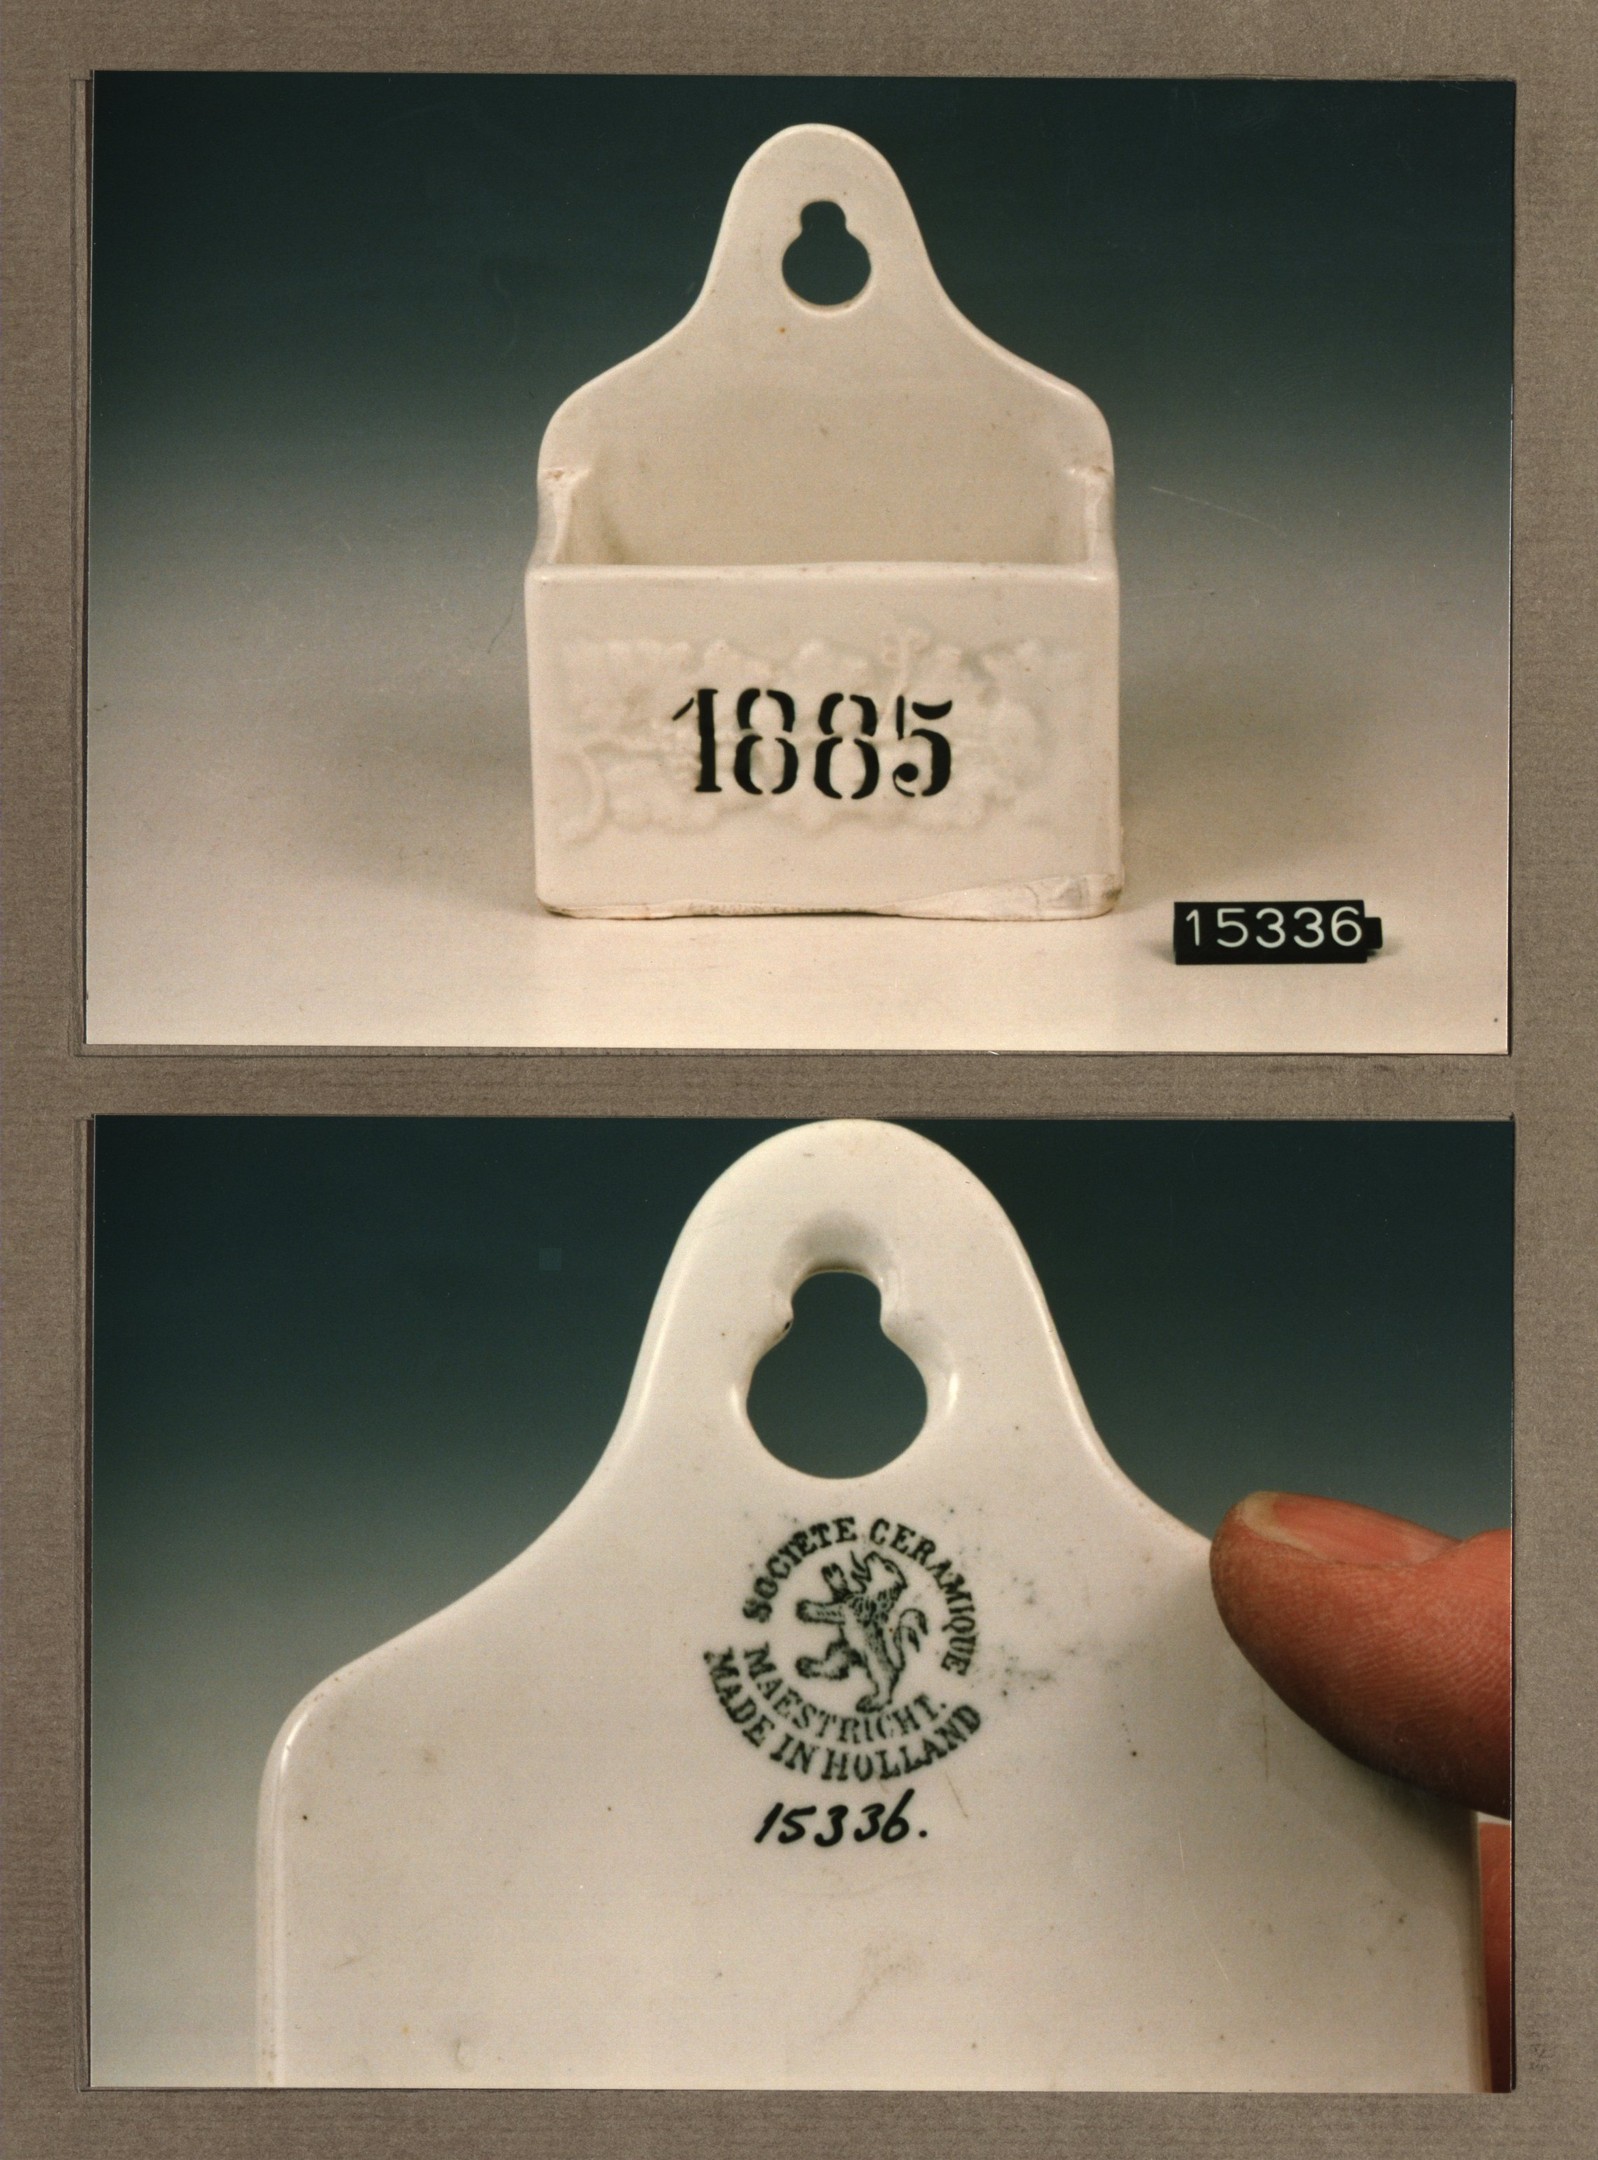 1885
15336
SOCIETE CERAMIQUE
MAESTRICHT.
MADE IN HOLLAND
15336.